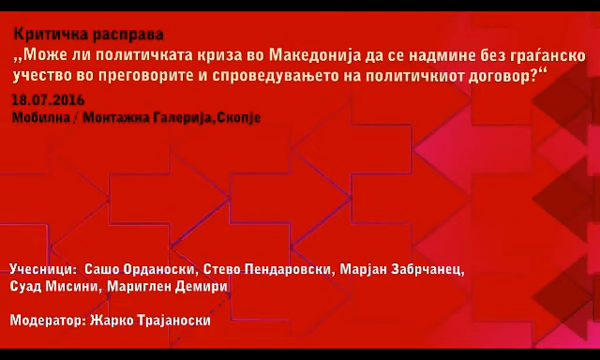 Критичка расправа
„Може ли политичката криза во Македонија да се надмине без граѓанско
учество во преговорите и спроведувањето на политичкиот договор?“
18.07.2016
Мобилна / Монтажна Галерија,Скопје
Учесници: Сашо Орданоски, Стево Пендаровски, Марјан Забрчанец,
Суад Мисини, Мариглен Демири
Модератор: Жарко Трајаноски